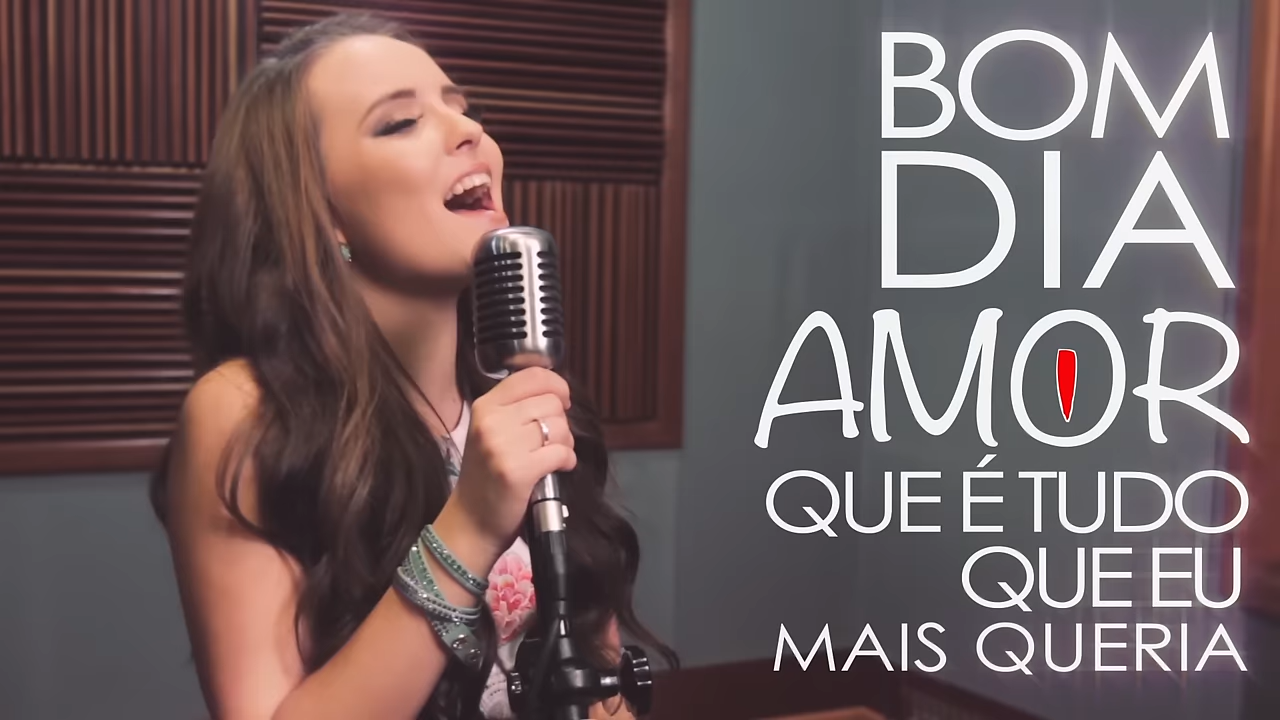 BOM
DIA
AMOR
QUE É TUDO
QUE EU
MAIS QUERIA